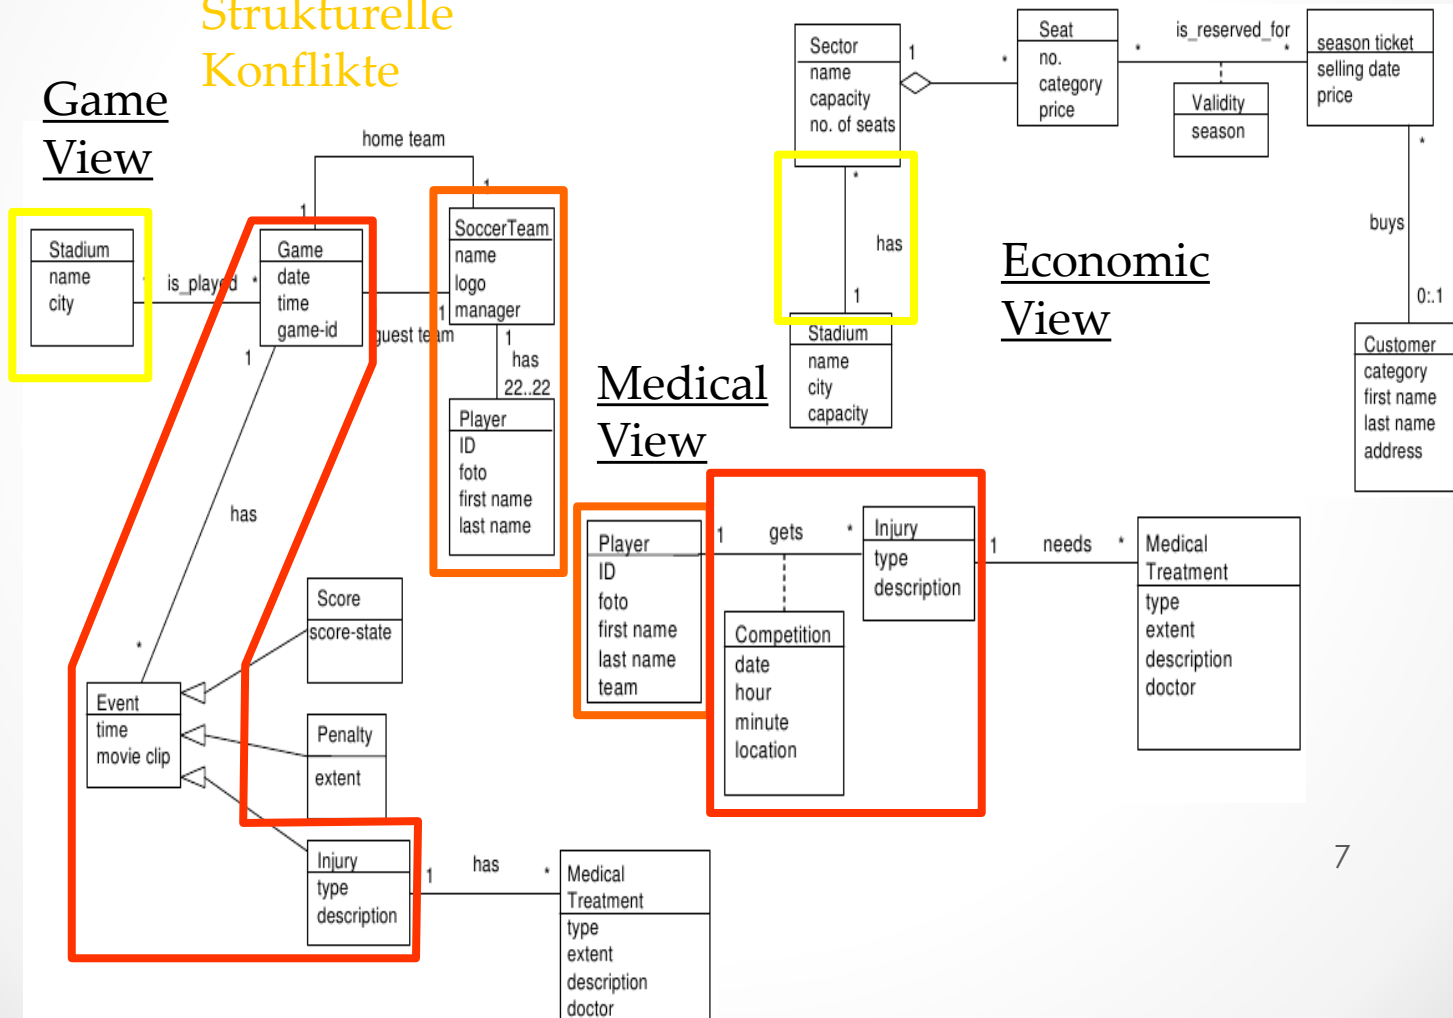 Strukturelle
Konflikte
Game
View
home team
1
1
Stadium
name
city
1
is_played
*
Game
date
time
game-id
1
guest team
1
SoccerTeam
name
logo
manager
1
has
22..22
Player
ID
foto
first name
last name
has
*
Event
time
movie clip
Score
score-state
Penalty
extent
Injury
type
description
1
has
*
Medical
Treatment
type
extent
description
doctor
Sector
name
capacity
no. of seats
1
*
Seat
no.
category
price
*
is_reserved_for
*
season ticket
selling date
price
Validity
season
*
has
1
Stadium
name
city
capacity
Economic
View
*
buys
0:.1
Customer
category
first name
last name
address
Medical
View
Player
ID
foto
first name
last name
team
1
gets
*
Injury
type
description
Competition
date
hour
minute
location
1
needs
*
Medical
Treatment
type
extent
description
doctor
7